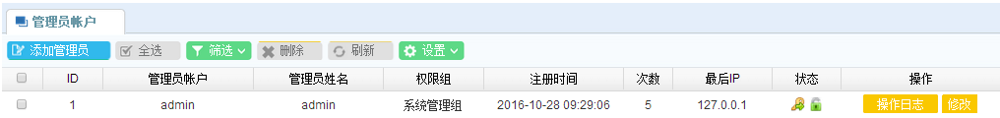 管理员帐户
添加管理员 全选 筛选 删除 刷新 设置
ID 管理员帐户 管理员姓名 权限组 注册时间 次数 最后IP 状态 操作
1 admin admin 系统管理组 2016-10-28 09:29:06 5 127.0.0.1 操作日志 修改